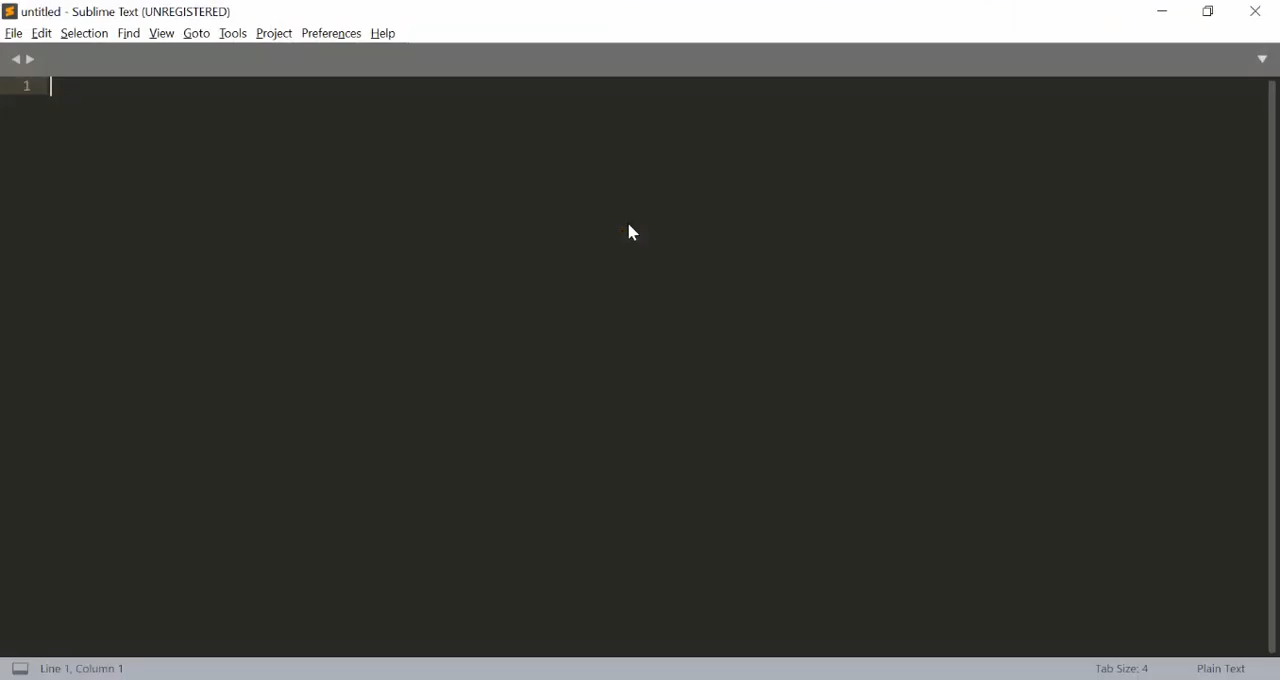 untitled - Sublime Text (UNREGISTERED)
File Edit Selection Find View Goto Tools Project Preferences Help
1
Line 1, Column 1 Tab Size: 4 Plain Text